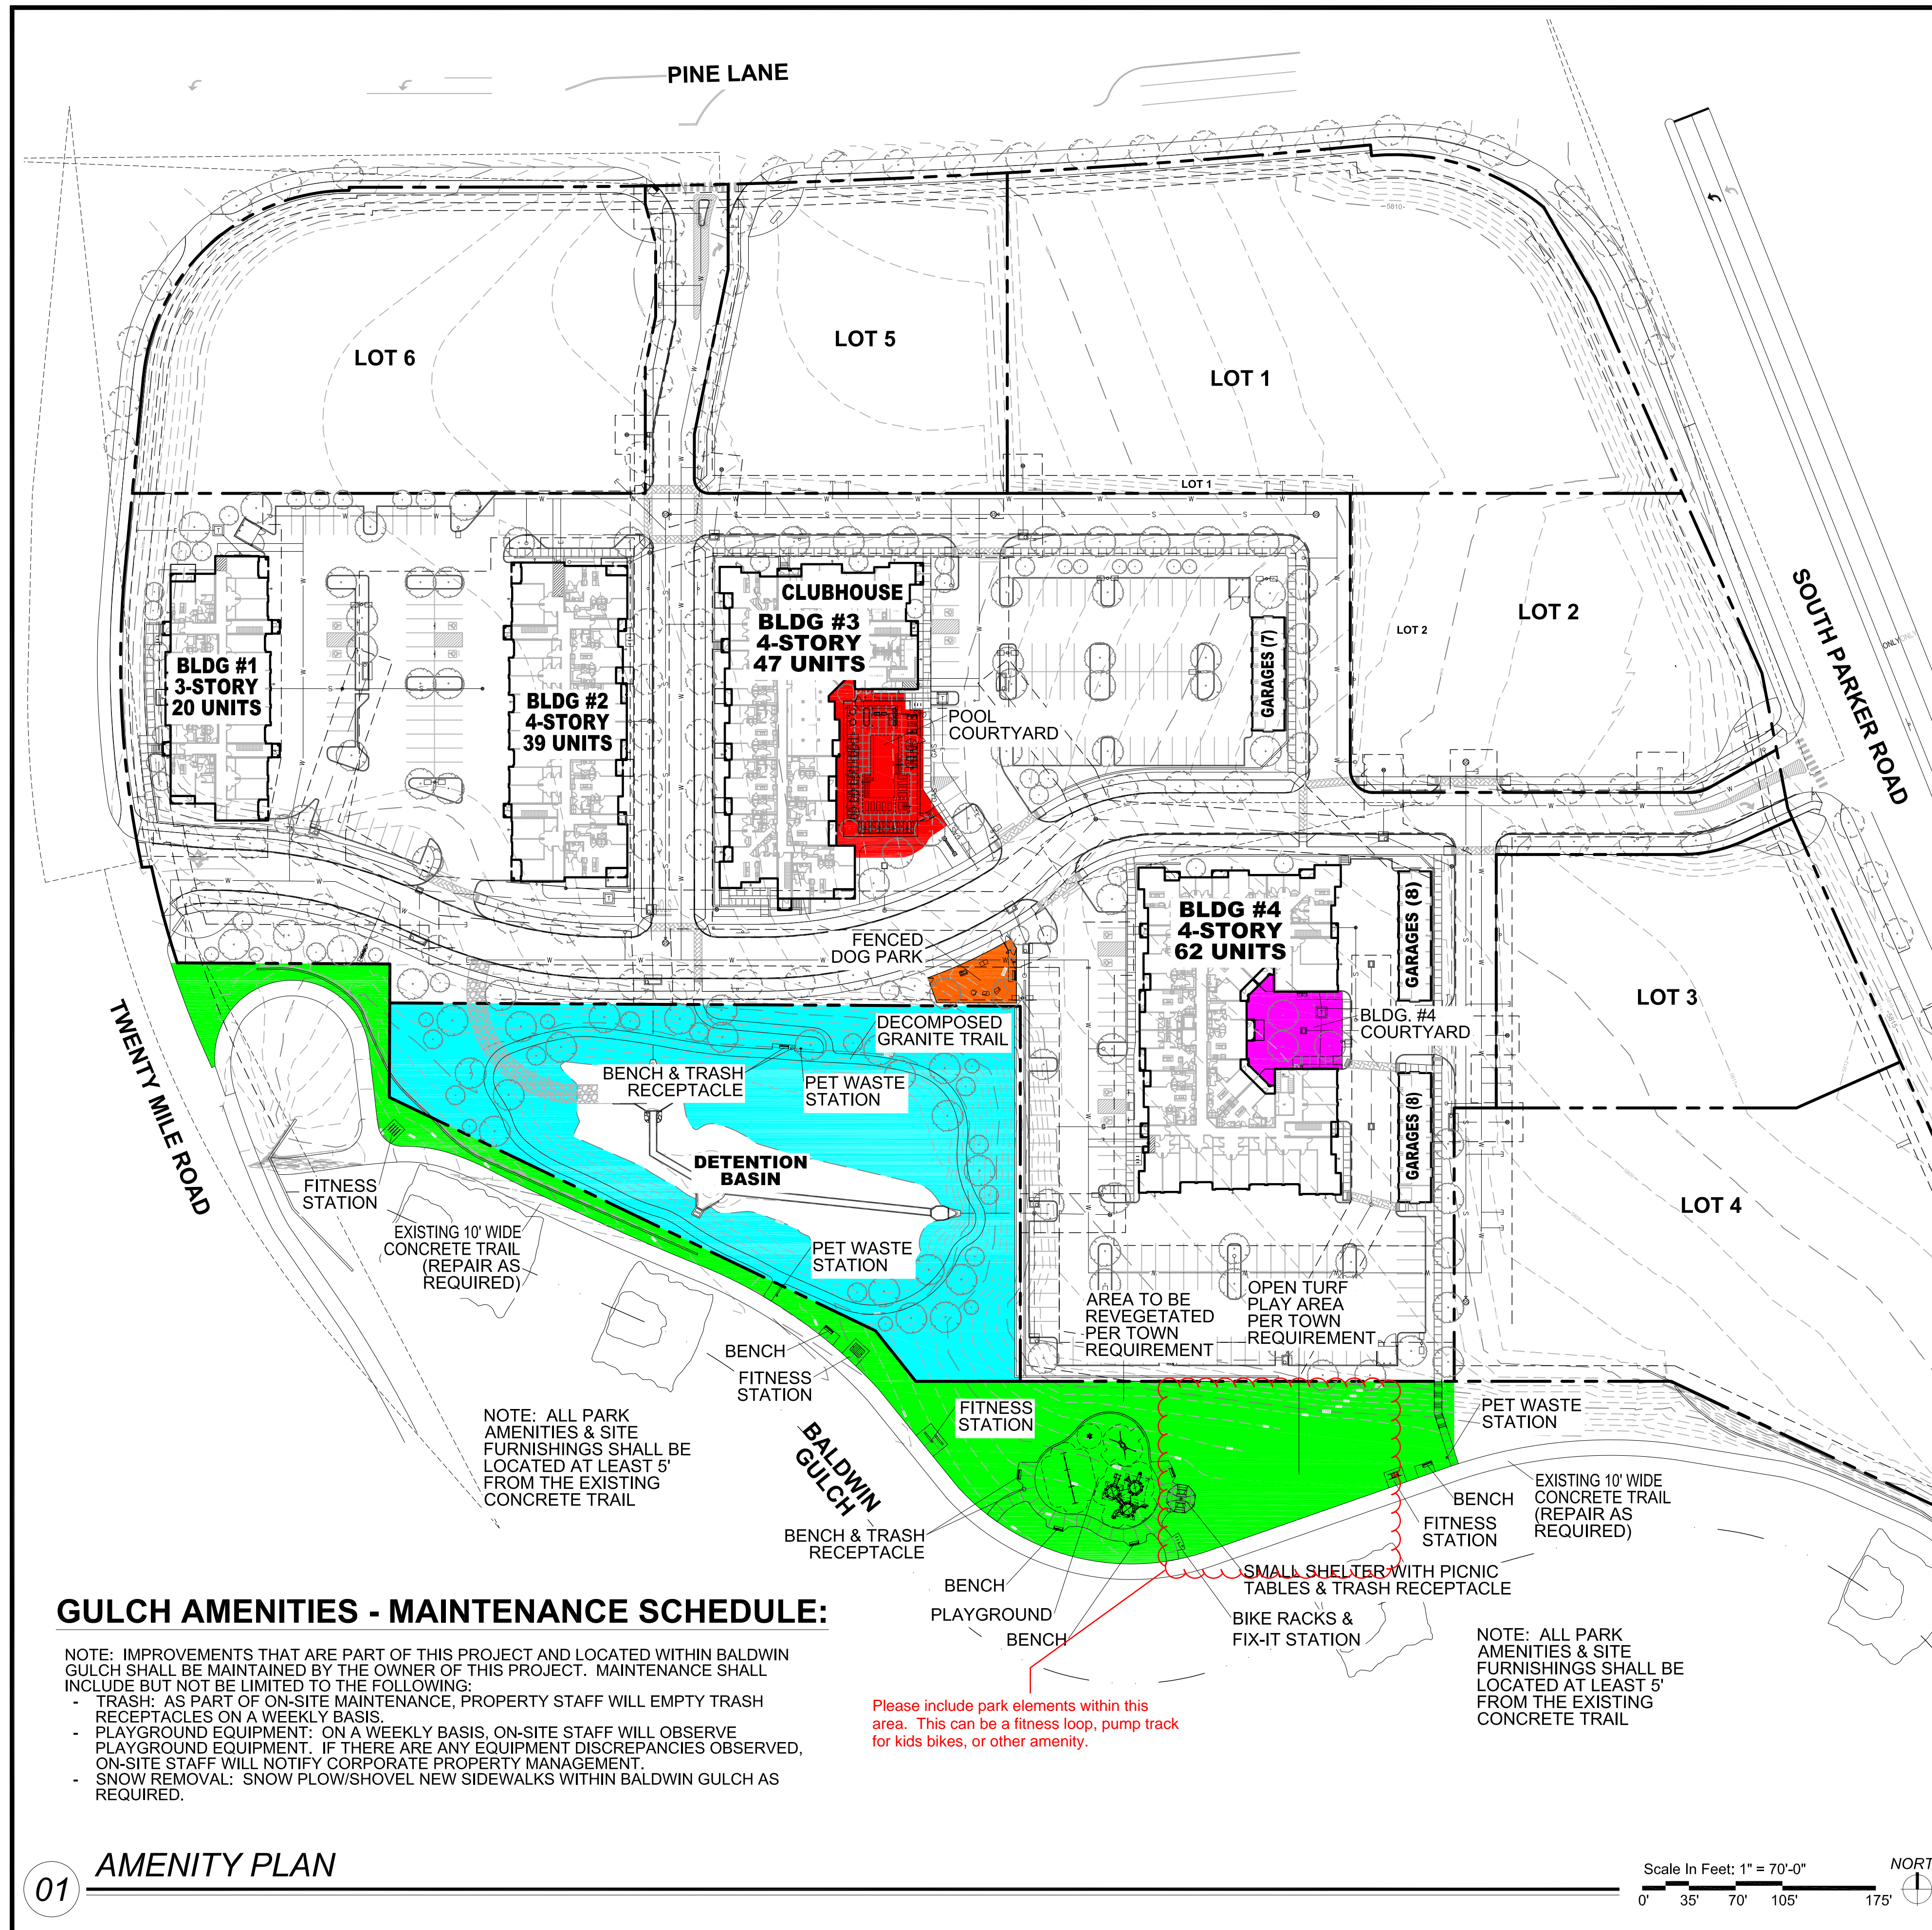 PINE LANE
5810
LOT 6
LOT 5
LOT 1
LOT 1
LOT 2
LOT 2
SOUTH PARKER ROAD
ONLY
ONLY
CLUBHOUSE
BLDG #3
4-STORY
47 UNITS
BLDG #1
3-STORY
20 UNITS
BLDG #2
4-STORY
39 UNITS
GARAGES (7)
POOL
COURTYARD
BLDG #4
4-STORY
62 UNITS
GARAGES (8)
FENCED
DOG PARK
LOT 3
BLDG. #4
COURTYARD
DECOMPOSED
GRANITE TRAIL
5815
TWENTY MILE ROAD
BENCH & TRASH
RECEPTACLE
PET WASTE
STATION
GARAGES (8)
DETENTION
BASIN
FITNESS
STATION
LOT 4
EXISTING 10' WIDE
CONCRETE TRAIL
(REPAIR AS
REQUIRED)
PET WASTE
STATION
AREA TO BE
REVEGETATED
PER TOWN
REQUIREMENT
OPEN TURF
PLAY AREA
PER TOWN
REQUIREMENT
BENCH
FITNESS
STATION
FITNESS
STATION
PET WASTE
STATION
NOTE: ALL PARK
AMENITIES & SITE
FURNISHINGS SHALL BE
LOCATED AT LEAST 5'
FROM THE EXISTING
CONCRETE TRAIL
BALDWIN
GULCH
EXISTING 10' WIDE
CONCRETE TRAIL
(REPAIR AS
REQUIRED)
BENCH
FITNESS
STATION
BENCH & TRASH
RECEPTACLE
SMALL SHELTER WITH PICNIC
TABLES & TRASH RECEPTACLE
BENCH
PLAYGROUND
BENCH
BIKE RACKS &
FIX-IT STATION
NOTE: ALL PARK
AMENITIES & SITE
FURNISHINGS SHALL BE
LOCATED AT LEAST 5'
FROM THE EXISTING
CONCRETE TRAIL
GULCH AMENITIES - MAINTENANCE SCHEDULE:
NOTE: IMPROVEMENTS THAT ARE PART OF THIS PROJECT AND LOCATED WITHIN BALDWIN
GULCH SHALL BE MAINTAINED BY THE OWNER OF THIS PROJECT. MAINTENANCE SHALL
INCLUDE BUT NOT BE LIMITED TO THE FOLLOWING:
- TRASH: AS PART OF ON-SITE MAINTENANCE, PROPERTY STAFF WILL EMPTY TRASH
RECEPTACLES ON A WEEKLY BASIS.
- PLAYGROUND EQUIPMENT: ON A WEEKLY BASIS, ON-SITE STAFF WILL OBSERVE
PLAYGROUND EQUIPMENT. IF THERE ARE ANY EQUIPMENT DISCREPANCIES OBSERVED,
ON-SITE STAFF WILL NOTIFY CORPORATE PROPERTY MANAGEMENT.
- SNOW REMOVAL: SNOW PLOW/SHOVEL NEW SIDEWALKS WITHIN BALDWIN GULCH AS
REQUIRED.
Please include park elements within this
area. This can be a fitness loop, pump track
for kids bikes, or other amenity.
01
AMENITY PLAN
Scale In Feet: 1" = 70'-0"
0' 35' 70' 105' 175'
NORT